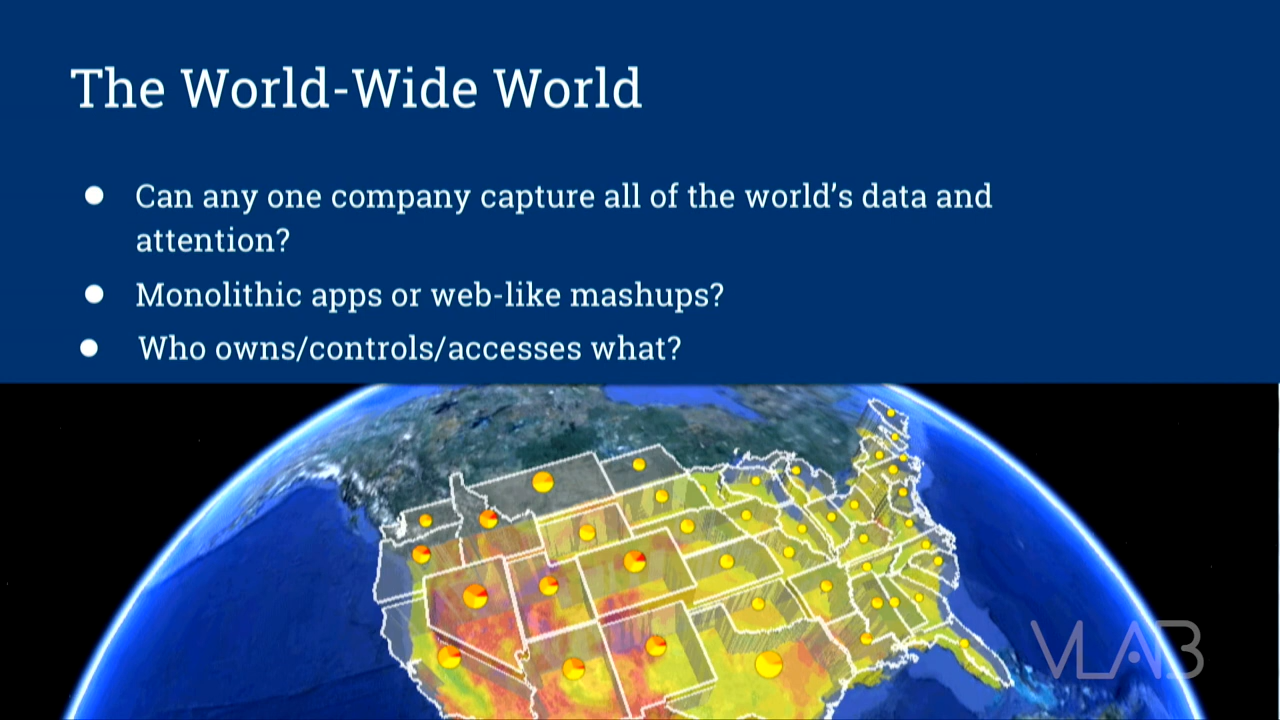 The World-Wide World
● Can any one company capture all of the world’s data and
attention?
● Monolithic apps or web-like mashups?
● Who owns/controls/accesses what?
VLAB